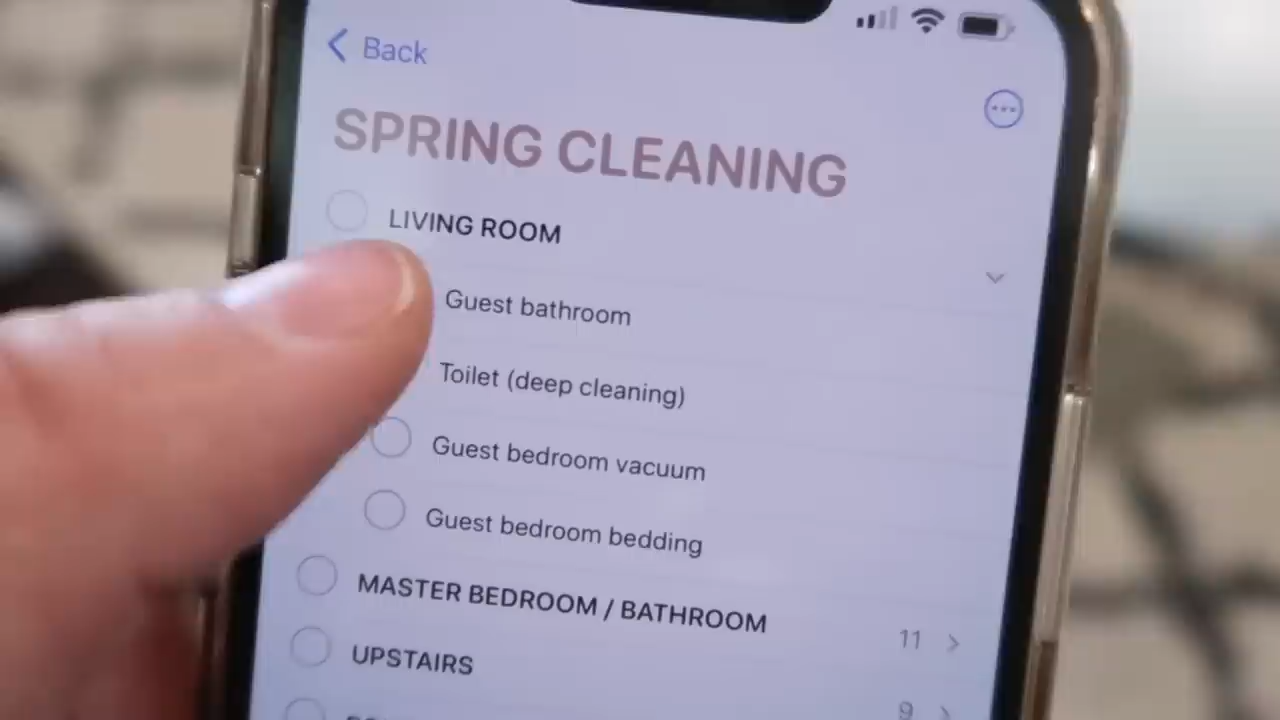 Back
SPRING CLEANING
LIVING ROOM
Guest bathroom
Toilet (deep cleaning)
Guest bedroom vacuum
Guest bedroom bedding
MASTER BEDROOM / BATHROOM
11
UPSTAIRS
9